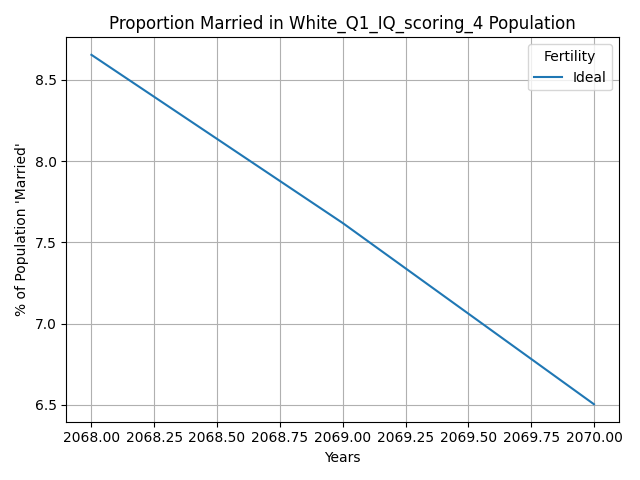 Proportion Married in White_Q1_IQ_scoring_4 Population
Fertility
Ideal
% of Population 'Married'
8.5
8.0
7.5
7.0
6.5
2068.00 2068.25 2068.50 2068.75 2069.00 2069.25 2069.50 2069.75 2070.00
Years